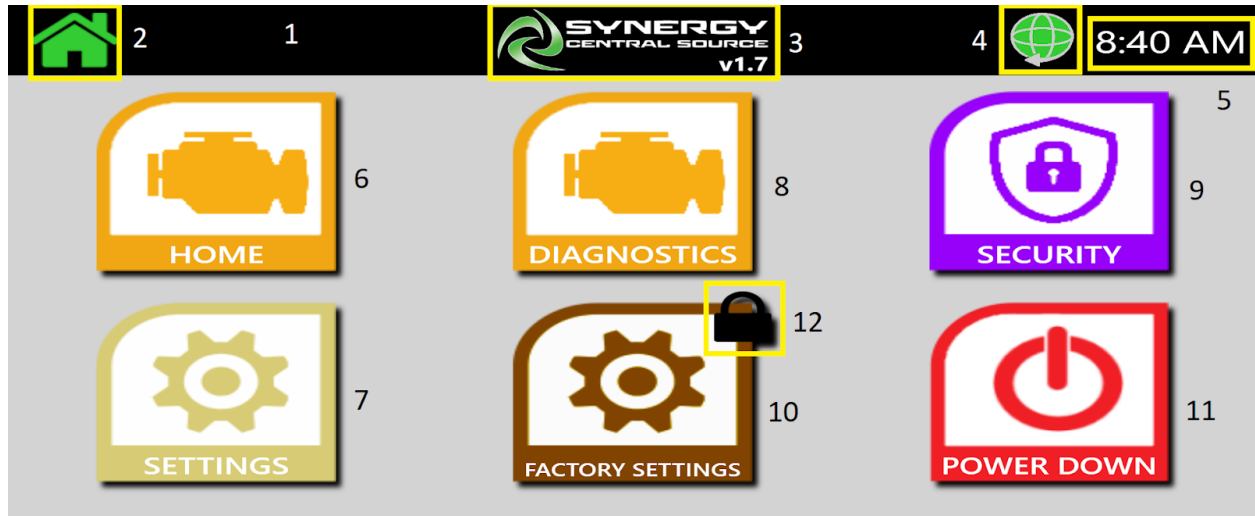 2
1
SYNERGY
CENTRAL SOURCE
v1.7
3
4
8:40 AM
5
HOME
6
DIAGNOSTICS
8
SECURITY
9
SETTINGS
7
12
FACTORY SETTINGS
10
POWER DOWN
11